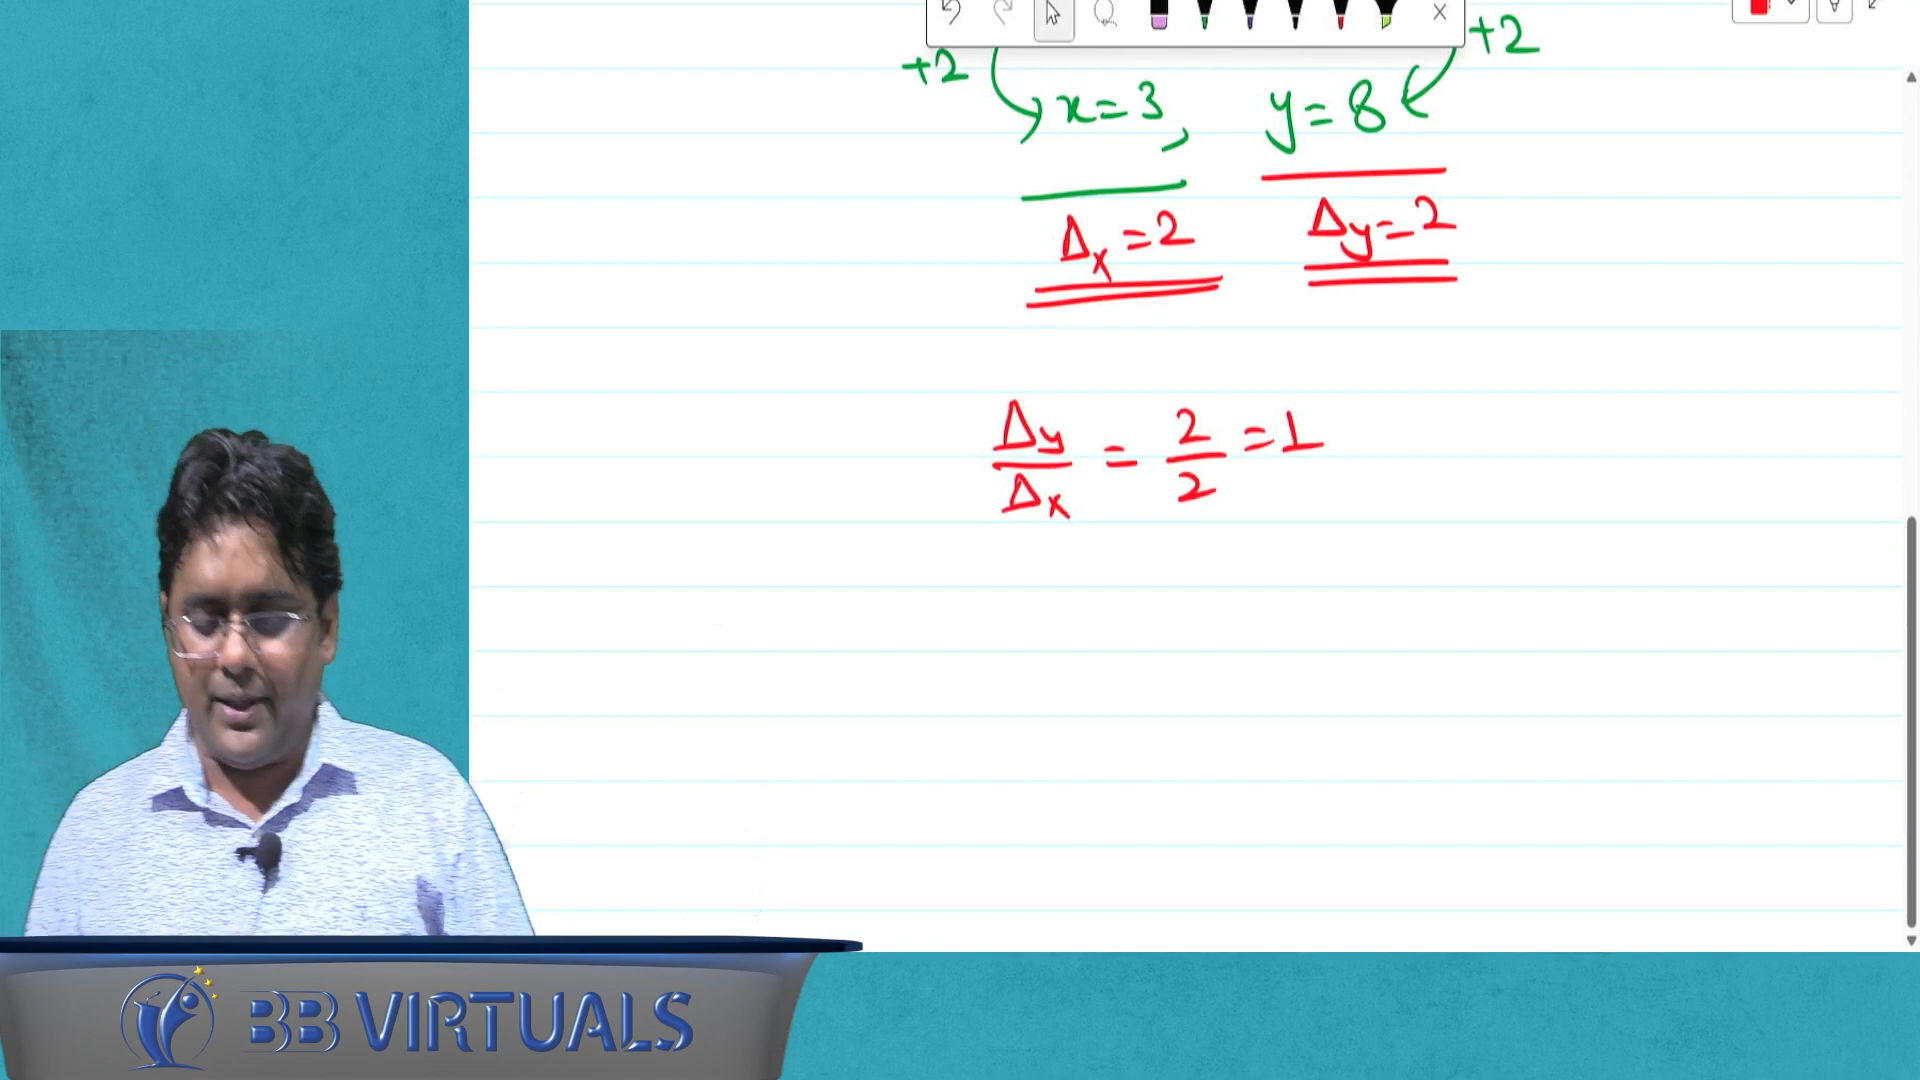 +2 +2
x=3, y=8
Δx=2 Δy=2
Δy/Δx = 2/2 =1
BB VIRTUALS